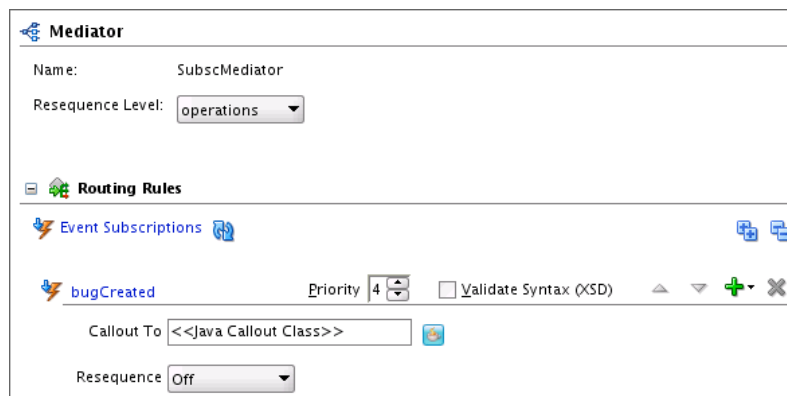 Mediator
Name: SubscMediator
Resequence Level: operations
Routing Rules
Event Subscriptions
bugCreated Priority 4 Validate Syntax (XSD)
Callout To <<Java Callout Class>>
Resequence Off